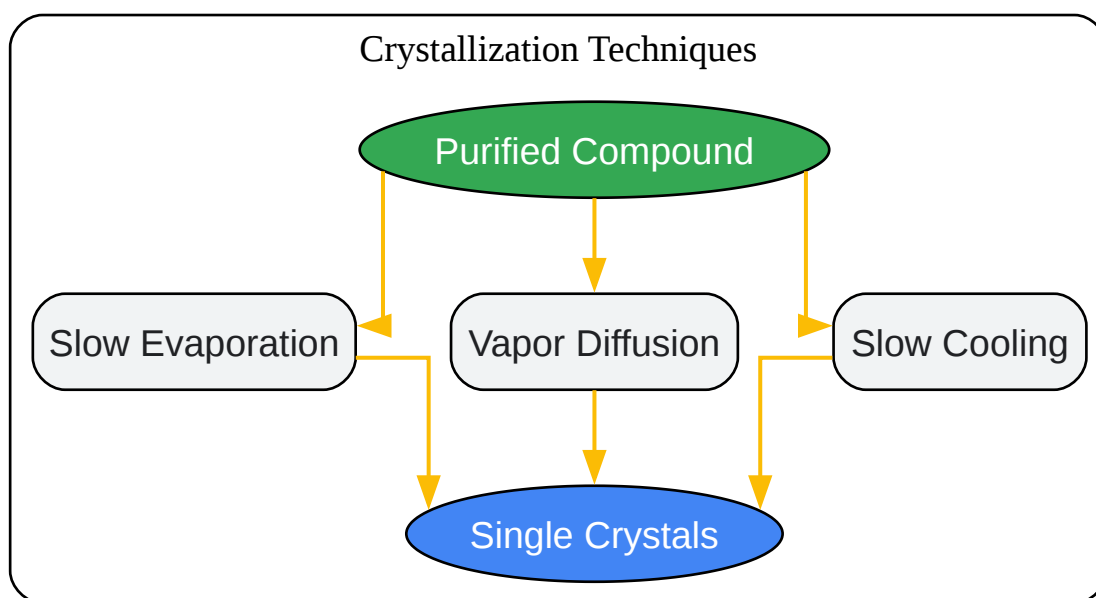 Crystallization Techniques
Purified Compound
Slow Evaporation
Vapor Diffusion
Slow Cooling
Single Crystals